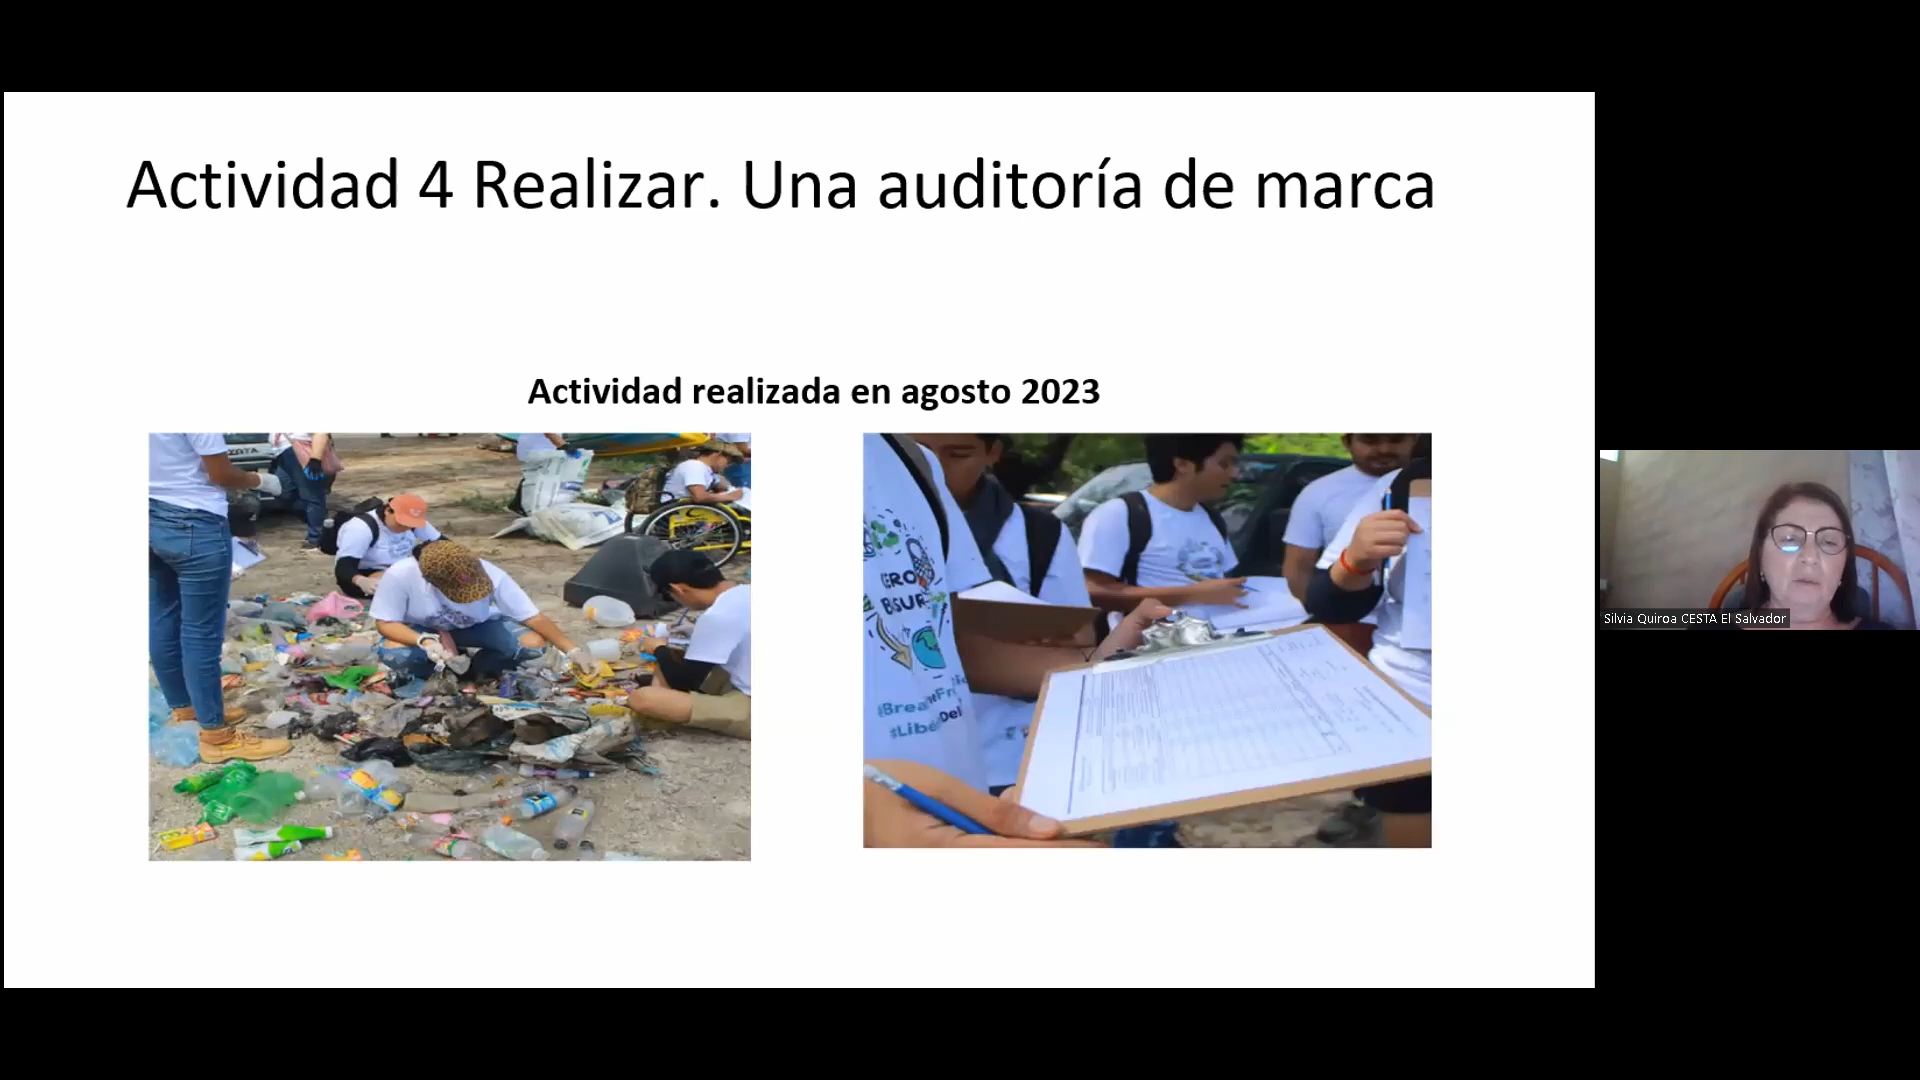 Actividad 4 Realizar. Una auditoría de marca
Actividad realizada en agosto 2023
Silvia Quiroa CESTA El Salvador